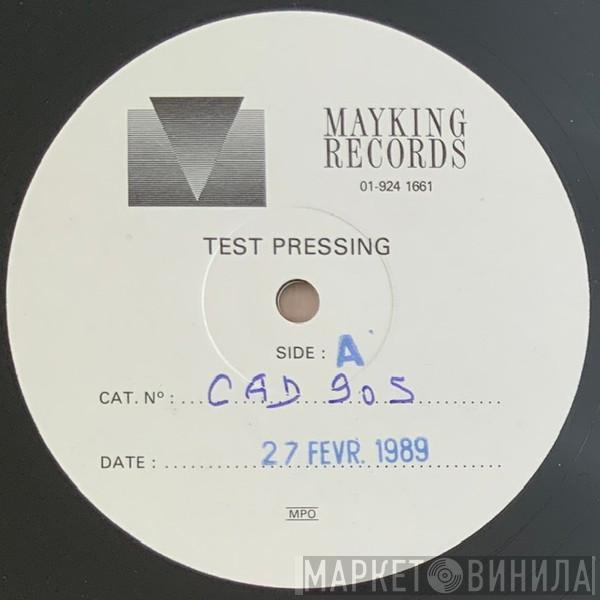 MAYKING
RECORDS
01-924 1661
TEST PRESSING
SIDE : A
CAT. Nº : ...CAD 905...
DATE : ...27 FEVR. 1989...
MPO
МАРКЕТ ВИНИЛА